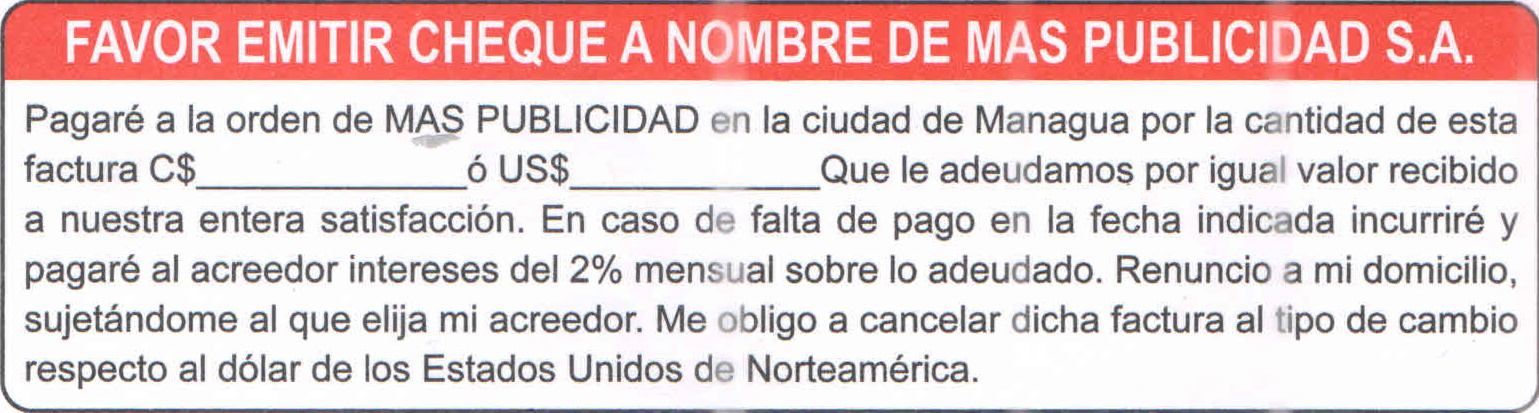 FAVOR EMITIR CHEQUE A NOMBRE DE MAS PUBLICIDAD S.A.
Pagaré a la orden de MAS PUBLICIDAD en la ciudad de Managua por la cantidad de esta
factura C$_____________ó US$____________Que le adeudamos por igual valor recibido
a nuestra entera satisfacción. En caso de falta de pago en la fecha indicada incurriré y
pagaré al acreedor intereses del 2% mensual sobre lo adeudado. Renuncio a mi domicilio,
sujetándome al que elija mi acreedor. Me obligo a cancelar dicha factura al tipo de cambio
respecto al dólar de los Estados Unidos de Norteamérica.